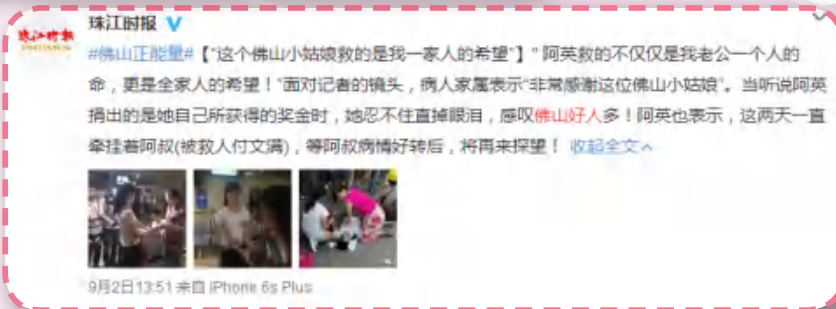 珠江时报
珠江时报
#佛山正能量#【“这个佛山小姑娘救的是我一家人的希望”】“阿英救的不仅仅是我老公一个人的
命，更是全家人的希望！”面对记者的镜头，病人家属表示“非常感谢这位佛山小姑娘”。当听说阿英
捐出的是她自己所获得的奖金时，她忍不住直掉眼泪，感叹佛山好人多！阿英也表示，这两天一直
牵挂着阿叔(被救人付文满)，等阿叔病情好转后，将再来探望！ 收起全文
9月2日13:51 来自 iPhone 6s Plus